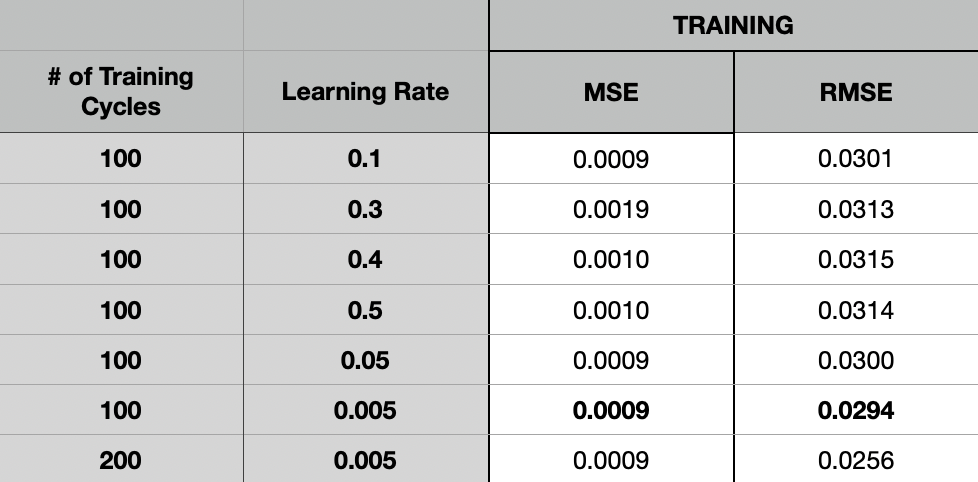 TRAINING
# of Training
Cycles
Learning Rate
MSE
RMSE
100 0.1 0.0009 0.0301
100 0.3 0.0019 0.0313
100 0.4 0.0010 0.0315
100 0.5 0.0010 0.0314
100 0.05 0.0009 0.0300
100 0.005 0.0009 0.0294
200 0.005 0.0009 0.0256